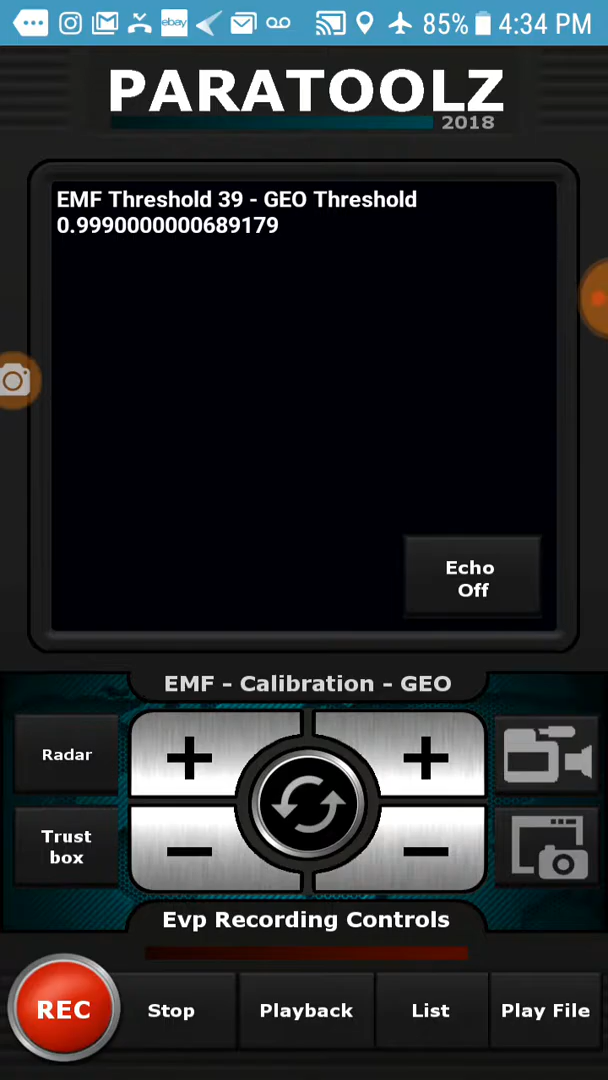 ebay 85% 4:34 PM
PARATOOLZ
2018
EMF Threshold 39 - GEO Threshold
0.9990000000689179
Echo
Off
EMF - Calibration - GEO
Radar
+ +
Trust
box
− −
Evp Recording Controls
REC Stop Playback List Play File